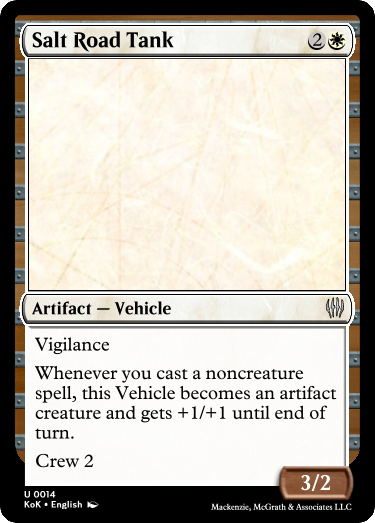 Salt Road Tank 2
Artifact — Vehicle
Vigilance
Whenever you cast a noncreature
spell, this Vehicle becomes an artifact
creature and gets +1/+1 until end of
turn.
Crew 2
3/2
U 0014
KoK • English
Mackenzie, McGrath & Associates LLC